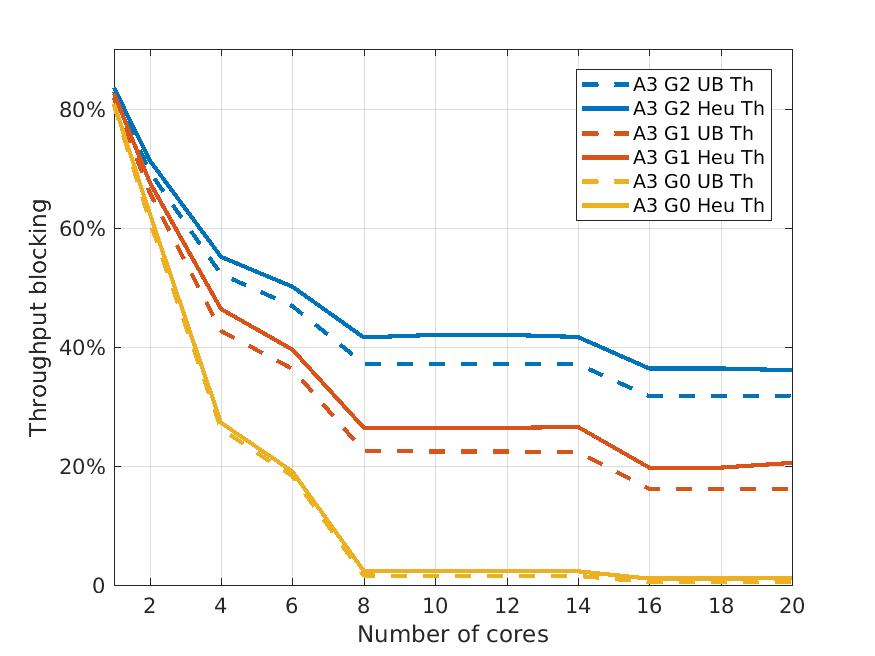 80%
60%
40%
20%
0
Throughput blocking
2 4 6 8 10 12 14 16 18 20
Number of cores
A3 G2 UB Th
A3 G2 Heu Th
A3 G1 UB Th
A3 G1 Heu Th
A3 G0 UB Th
A3 G0 Heu Th